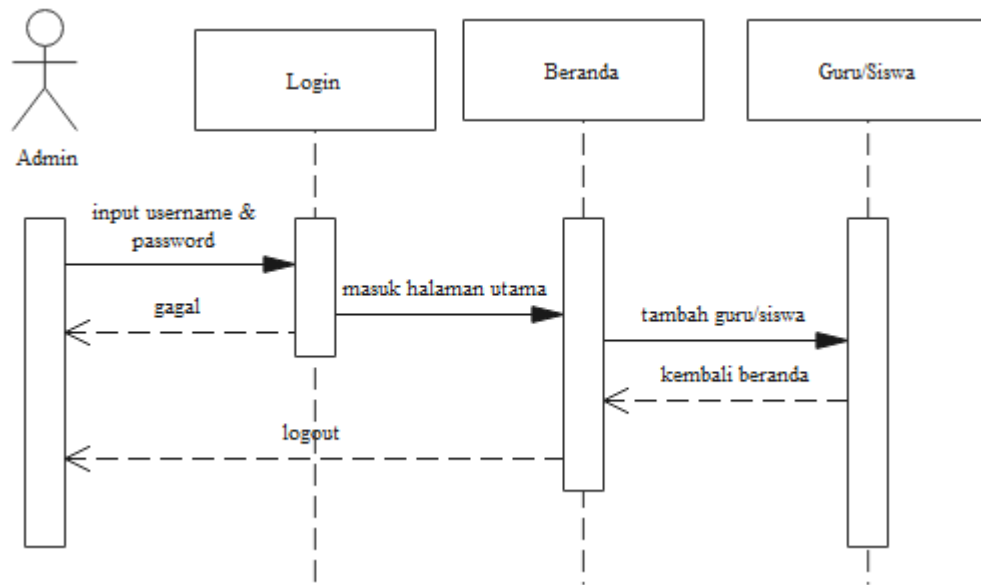 Login
Beranda
Guru/Siswa
Admin
input username &
password
masuk halaman utama
gagal
tambah guru/siswa
kembali beranda
logout